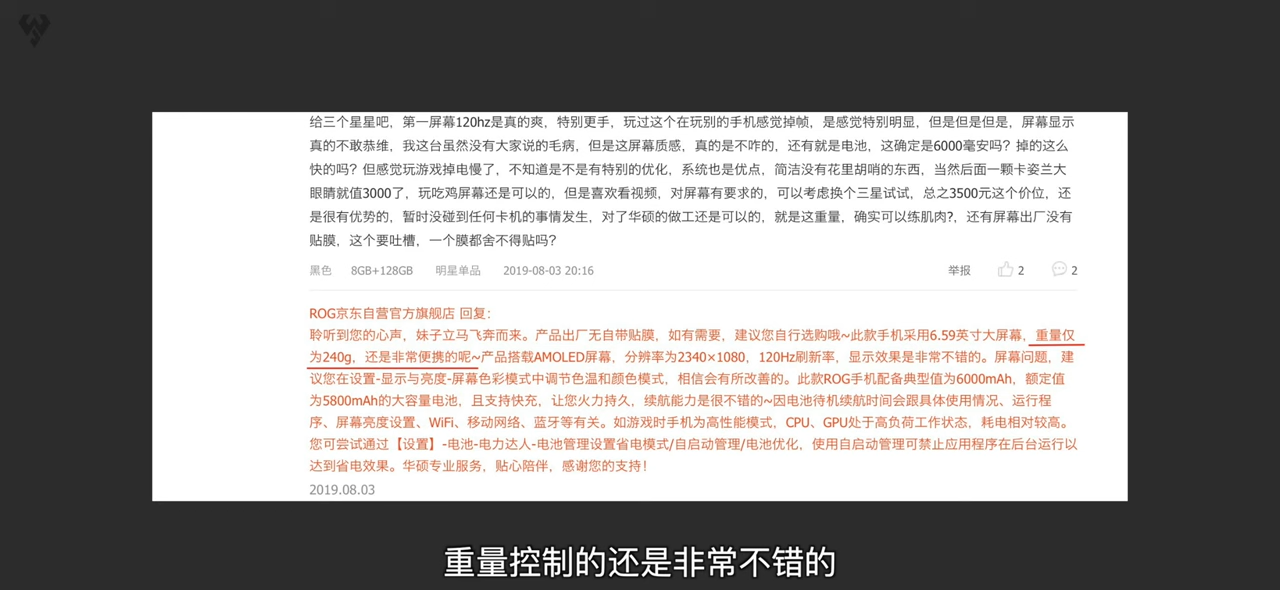 给三个星星吧，第一屏幕120hz是真的爽，特别更手，玩过这个在玩别的手机感觉掉帧，是感觉特别明显，但是但是但是，屏幕显示
真的不敢恭维，我这台虽然没有大家说的毛病，但是这屏幕质感，真的是不咋的，还有就是电池，这确定是6000毫安吗？掉的这么
快的吗？但感觉玩游戏掉电慢了，不知道是不是有特别的优化，系统也是优点，简洁没有花里胡哨的东西，当然后面一颗卡姿兰大
眼睛就值3000了，玩吃鸡屏幕还是可以的，但是喜欢看视频，对屏幕有要求的，可以考虑换个三星试试，总之3500元这个价位，还
是很有优势的，暂时没碰到任何卡机的事情发生，对了华硕的做工还是可以的，就是这重量，确实可以练肌肉?，还有屏幕出厂没有
贴膜，这个要吐槽，一个膜都舍不得贴吗？
黑色 8GB+128GB 明星单品 2019-08-03 20:16 举报 2 2
ROG京东自营官方旗舰店 回复：
聆听到您的心声，妹子立马飞奔而来。产品出厂无自带贴膜，如有需要，建议您自行选购哦~此款手机采用6.59英寸大屏幕，重量仅
为240g，还是非常便携的呢~产品搭载AMOLED屏幕，分辨率为2340×1080，120Hz刷新率，显示效果是非常不错的。屏幕问题，建
议您在设置-显示与亮度-屏幕色彩模式中调节色温和颜色模式，相信会有所改善的。此款ROG手机配备典型值为6000mAh，额定值
为5800mAh的大容量电池，且支持快充，让您火力持久，续航能力是很不错的~因电池待机续航时间会跟具体使用情况、运行程
序、屏幕亮度设置、WiFi、移动网络、蓝牙等有关。如游戏时手机为高性能模式，CPU、GPU处于高负荷工作状态，耗电相对较高。
您可尝试通过【设置】-电池-电力达人-电池管理设置省电模式/自启动管理/电池优化，使用自启动管理可禁止应用程序在后台运行以
达到省电效果。华硕专业服务，贴心陪伴，感谢您的支持！
2019.08.03
重量控制的还是非常不错的